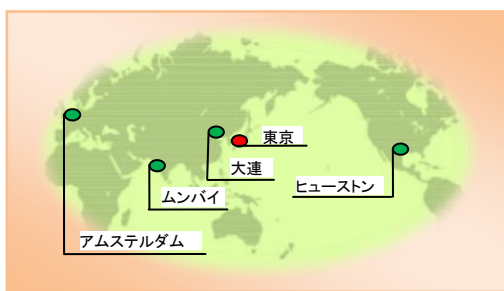 東京
大連
ヒューストン
ムンバイ
アムステルダム